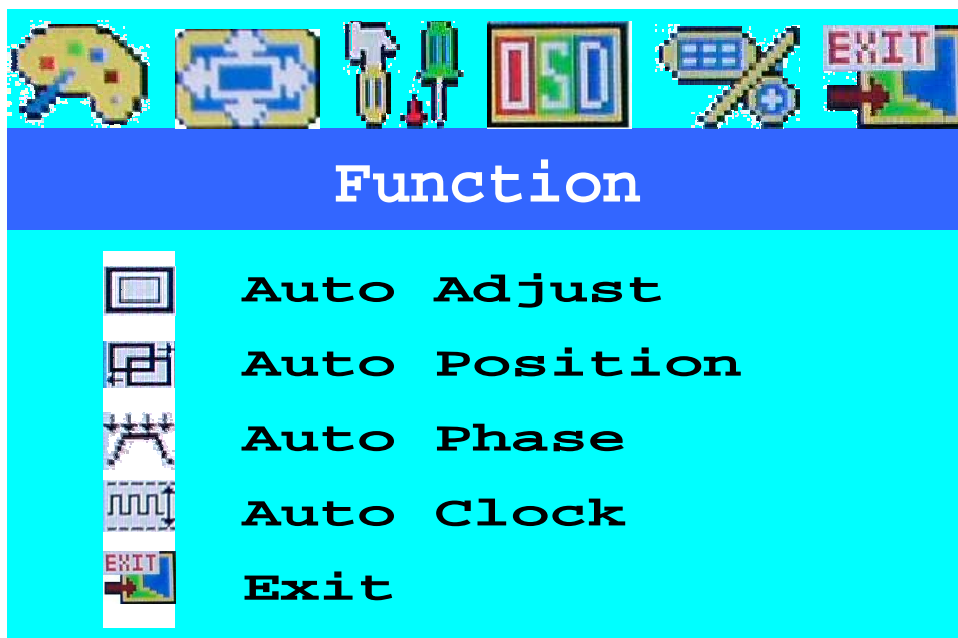 OSD
EXIT
Function
Auto Adjust
Auto Position
Auto Phase
Auto Clock
EXIT
Exit